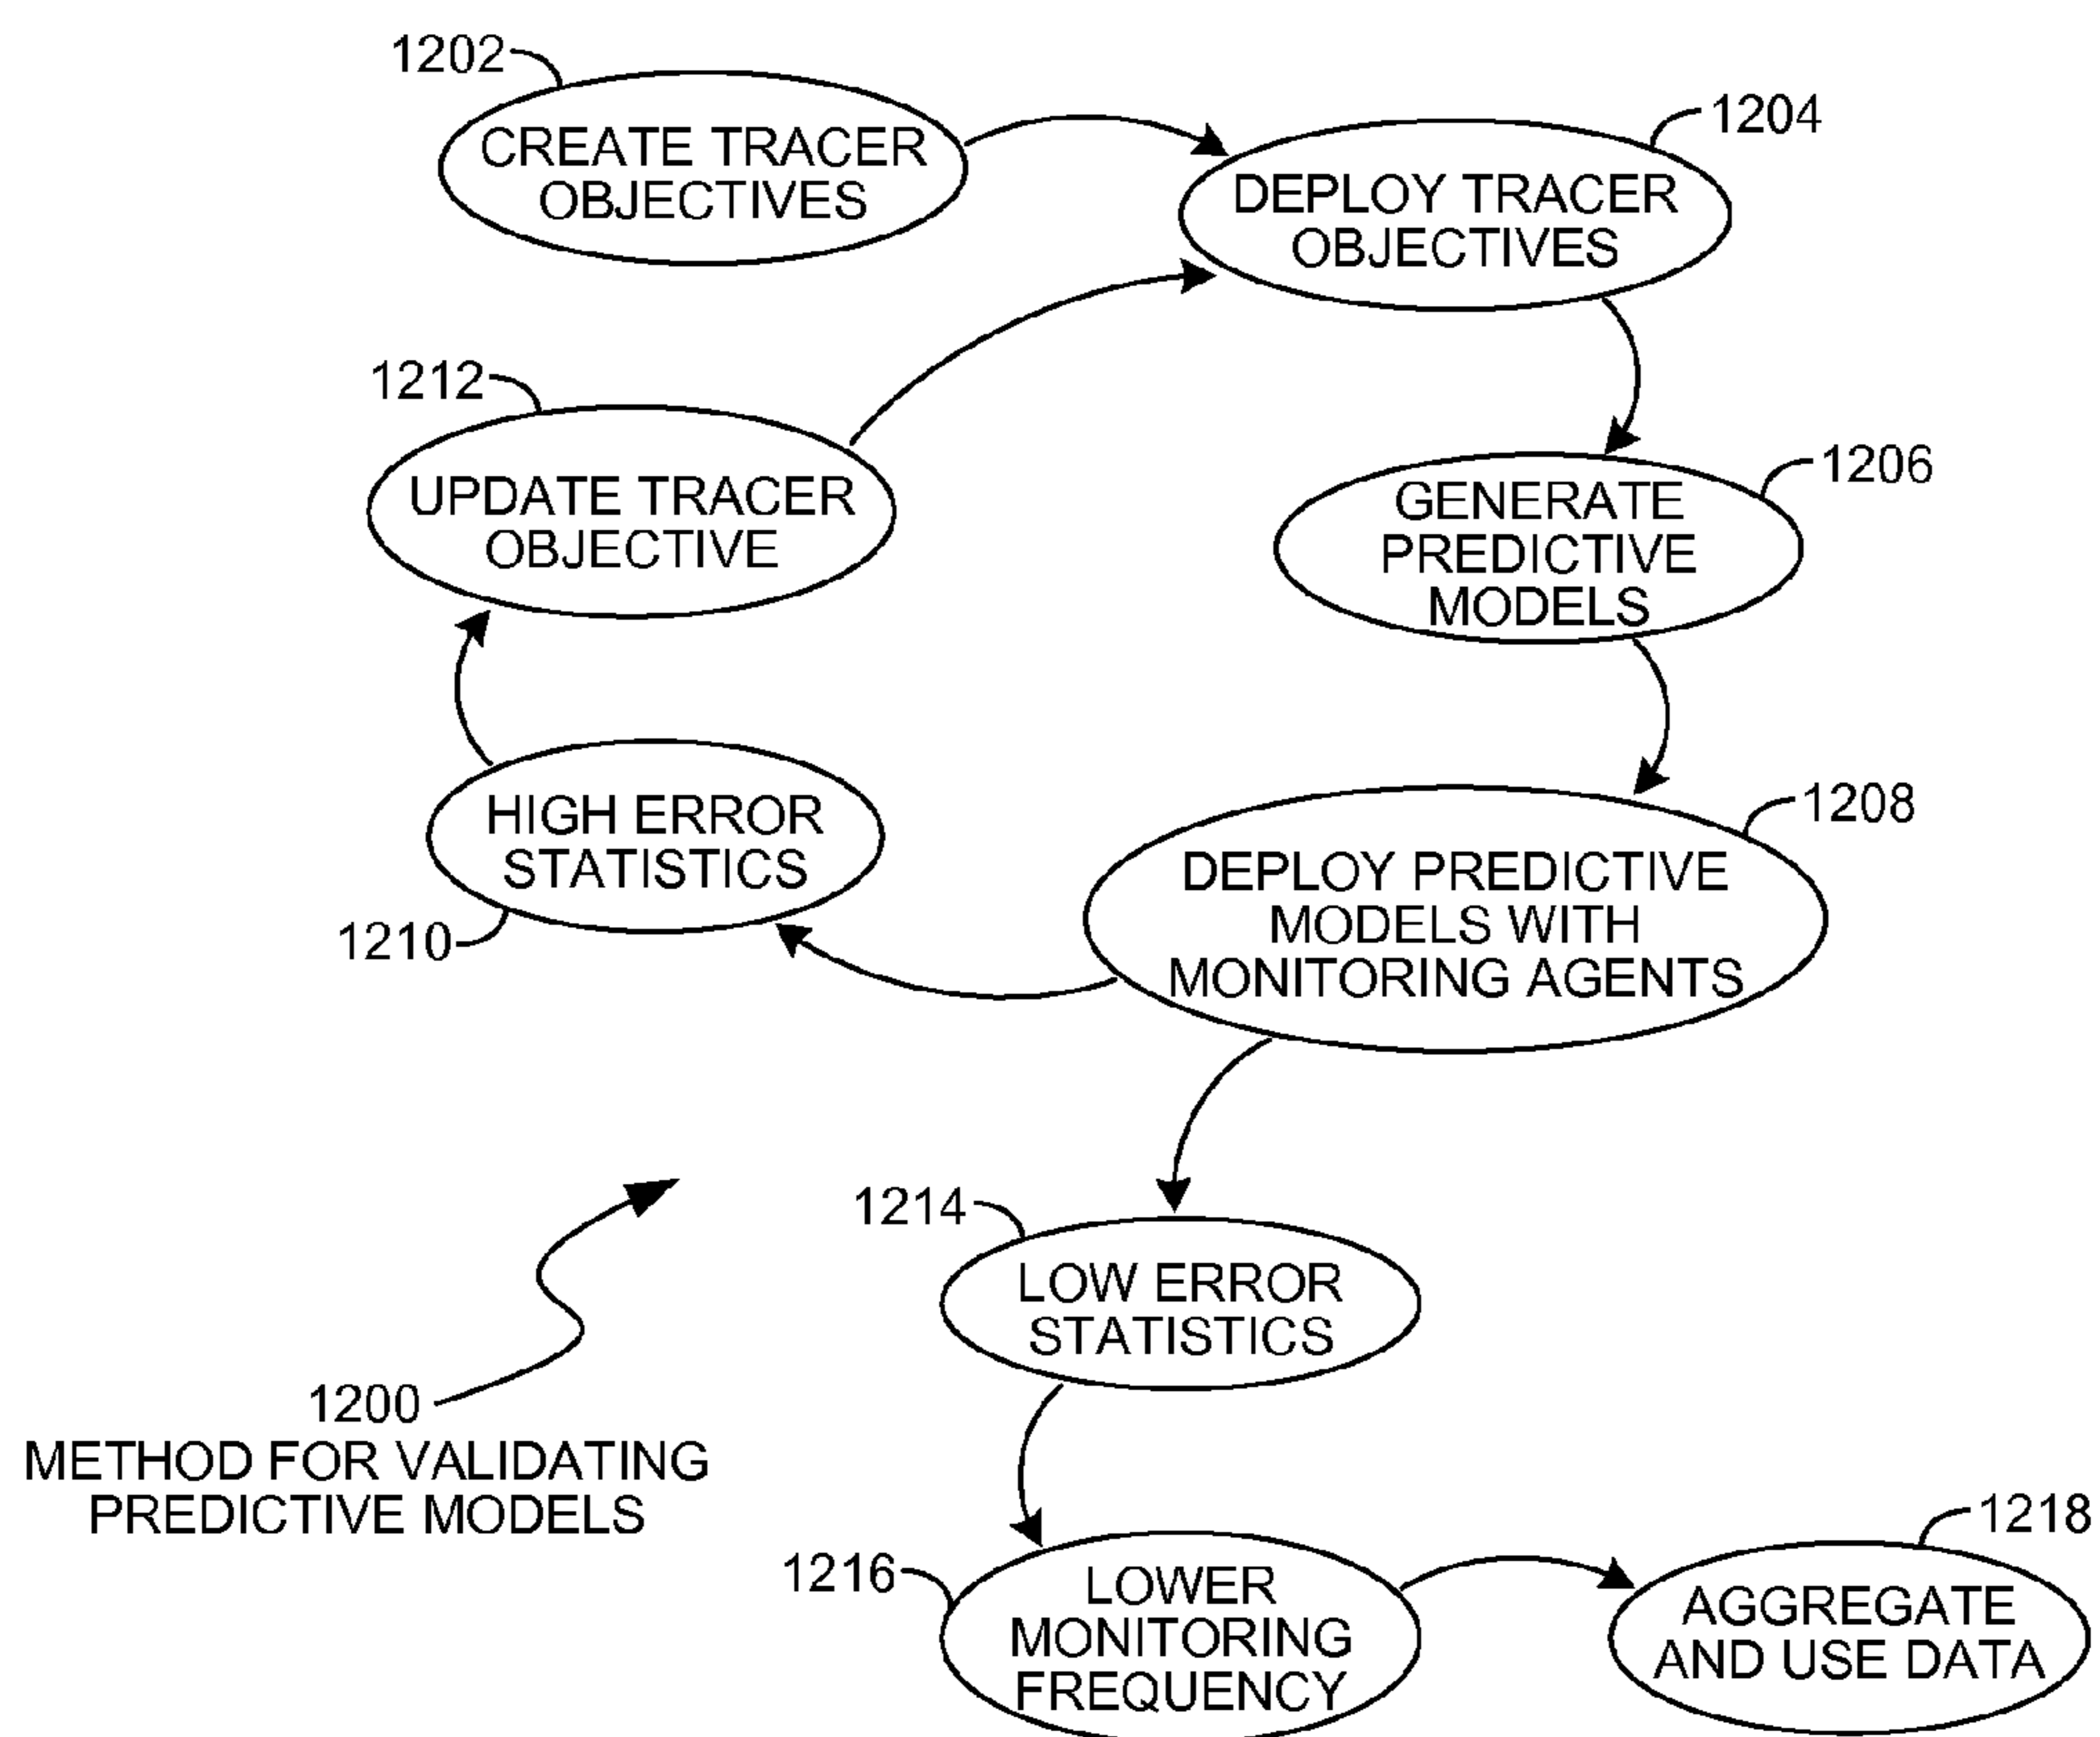 1202
CREATE TRACER
OBJECTIVES
1204
DEPLOY TRACER
OBJECTIVES
1212
UPDATE TRACER
OBJECTIVE
1206
GENERATE
PREDICTIVE
MODELS
HIGH ERROR
STATISTICS
1210
1208
DEPLOY PREDICTIVE
MODELS WITH
MONITORING AGENTS
1214
LOW ERROR
STATISTICS
1200
METHOD FOR VALIDATING
PREDICTIVE MODELS
1216
LOWER
MONITORING
FREQUENCY
1218
AGGREGATE
AND USE DATA